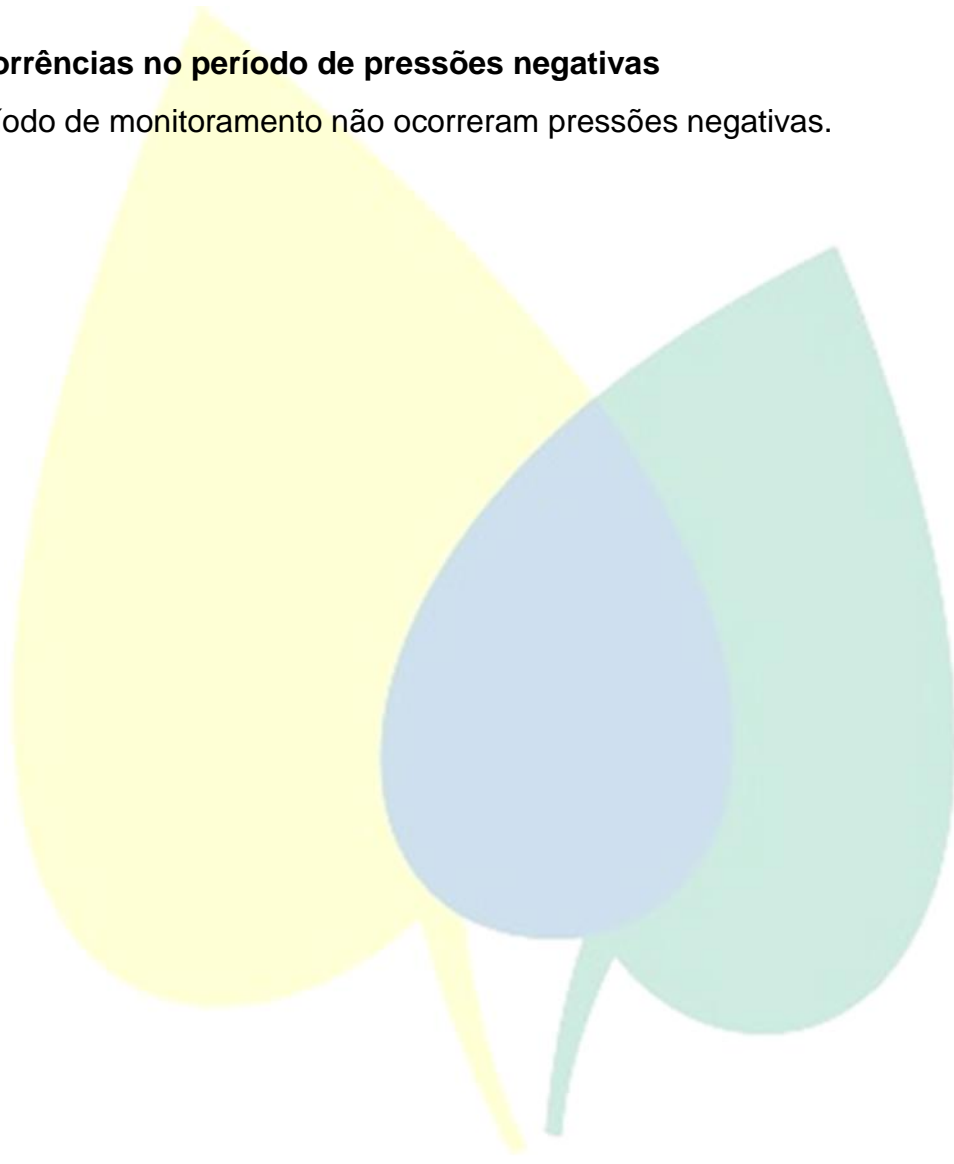 orrências no período de pressões negativas
íodo de monitoramento não ocorreram pressões negativas.